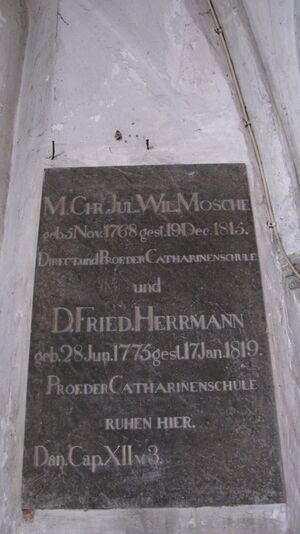 M. CHR. JUL. WIL. MOSCHE
geb. 3 Nov. 1768 gest. 19 Dec. 1815.
DIRECT. und PROF. DER CATHARINENSCHULE
und
D. FRIED. HERRMANN
geb. 28 Jun. 1775 gest. 17 Jan. 1819.
PROF. DER CATHARINENSCHULE
RUHEN HIER.
Dan. Cap. XII v. 3.